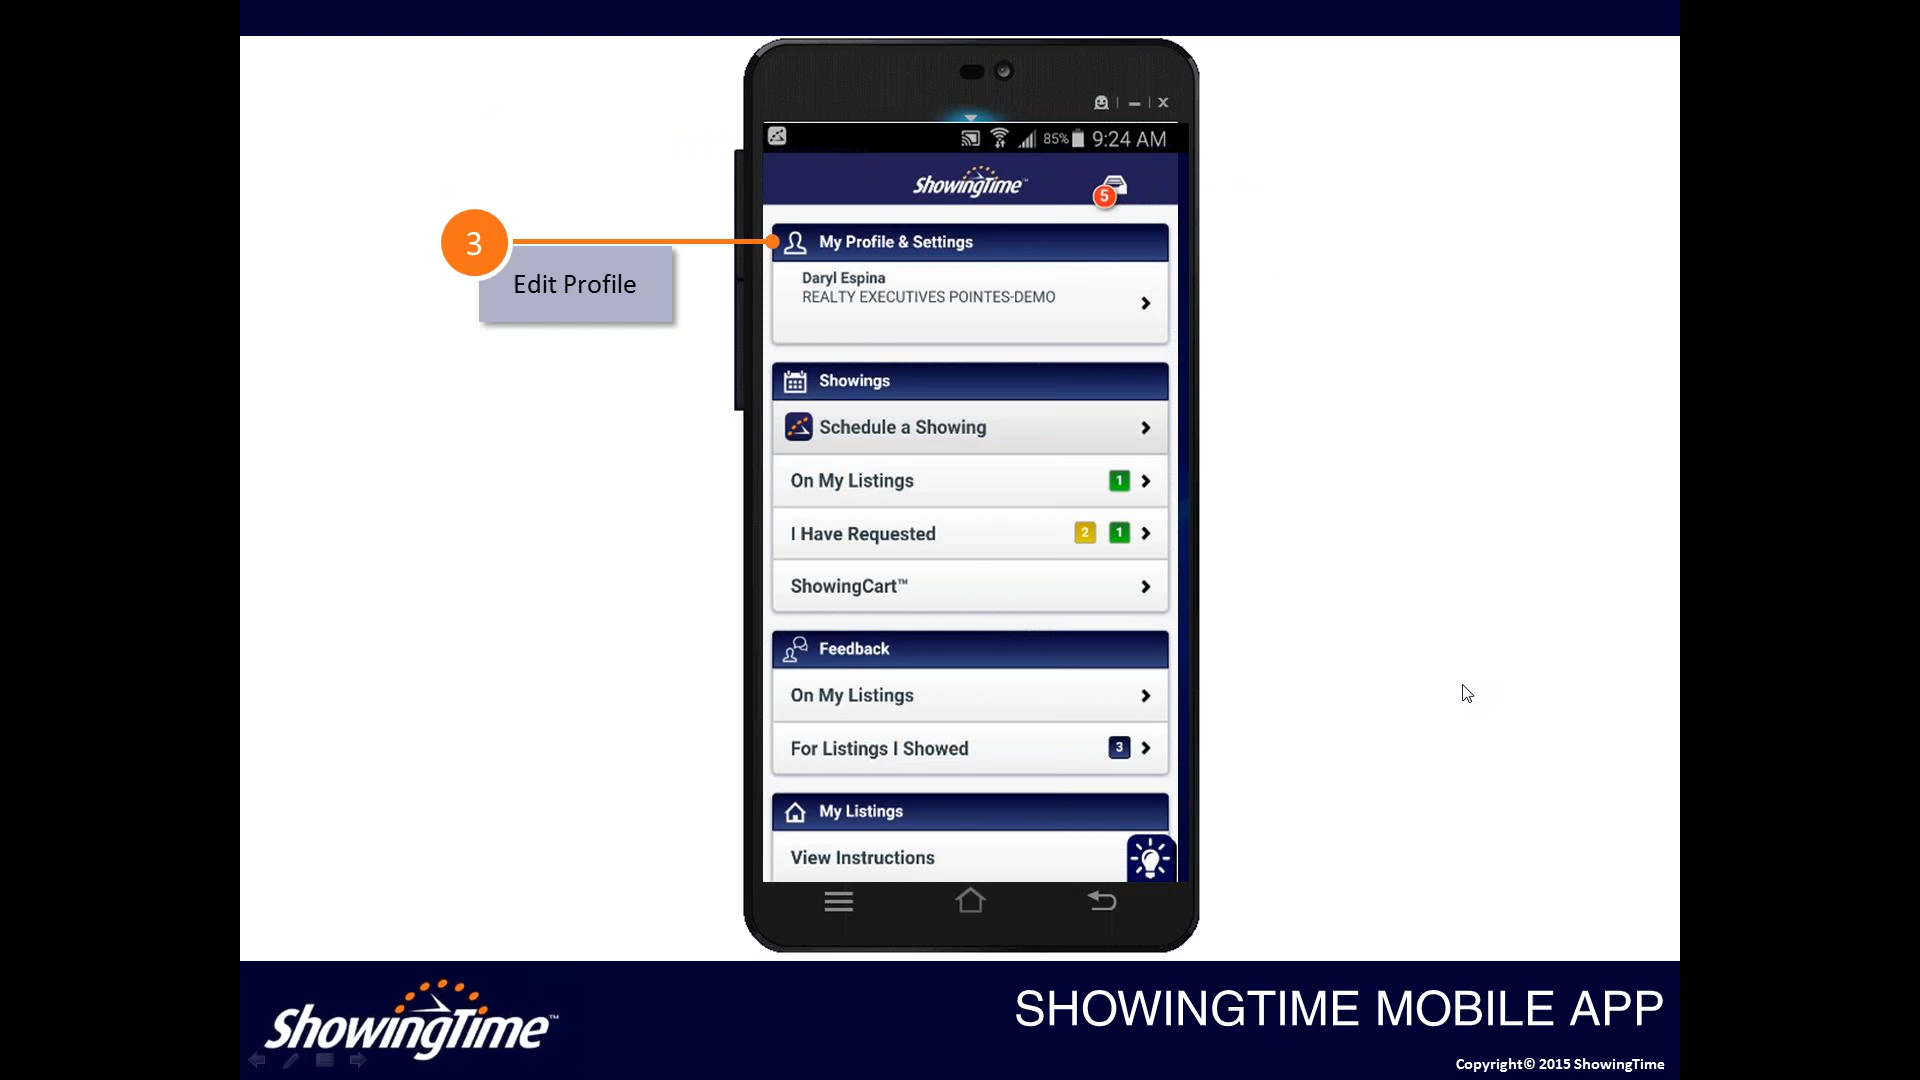 85% 9:24 AM
ShowingTime™
5
3
My Profile & Settings
Edit Profile
Daryl Espina
REALTY EXECUTIVES POINTES-DEMO
Showings
Schedule a Showing
On My Listings 1
I Have Requested 2 1
ShowingCart™
Feedback
On My Listings
For Listings I Showed 3
My Listings
View Instructions
ShowingTime™
SHOWINGTIME MOBILE APP
Copyright© 2015 ShowingTime